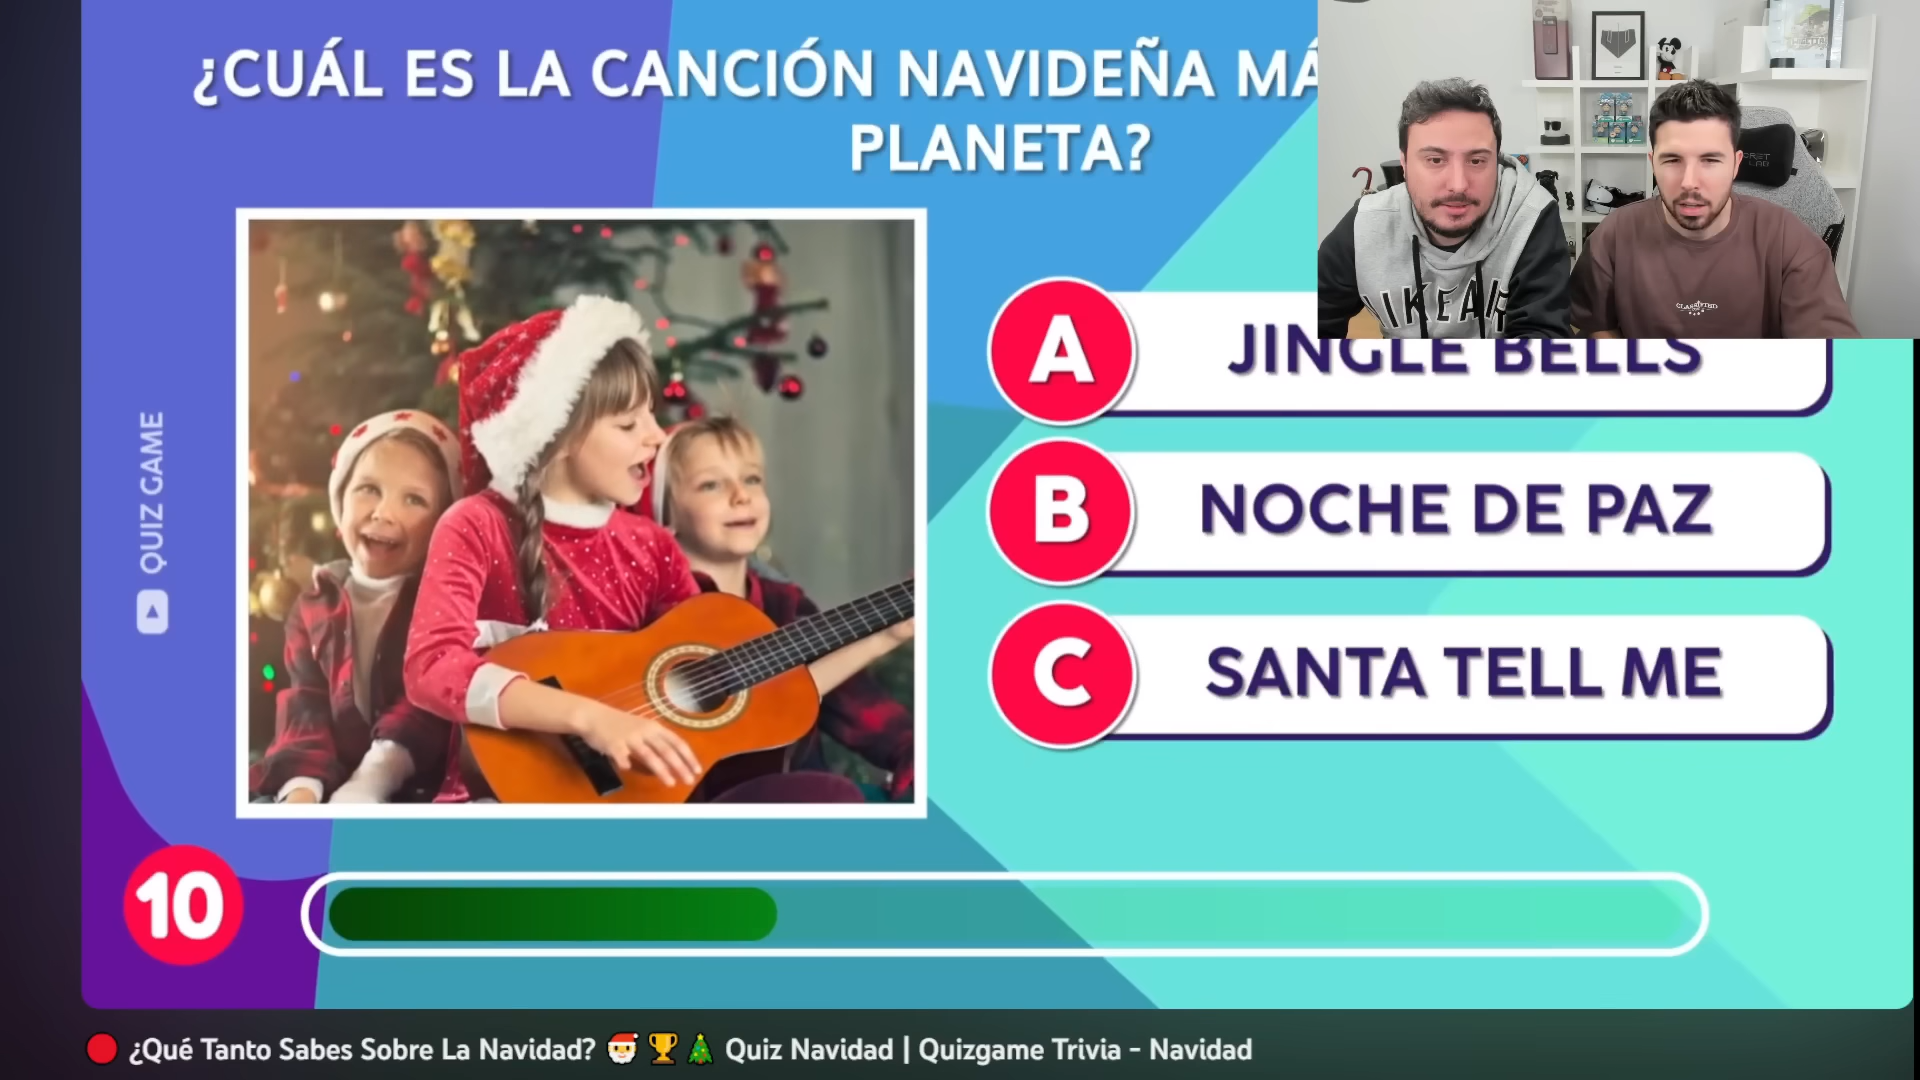 ¿CUÁL ES LA CANCIÓN NAVIDEÑA
PLANETA?
A JINGLE BELLS
B NOCHE DE PAZ
C SANTA TELL ME
QUIZ GAME
10
¿Qué Tanto Sabes Sobre La Navidad? 🎅🏆🎄 Quiz Navidad | Quizgame Trivia - Navidad